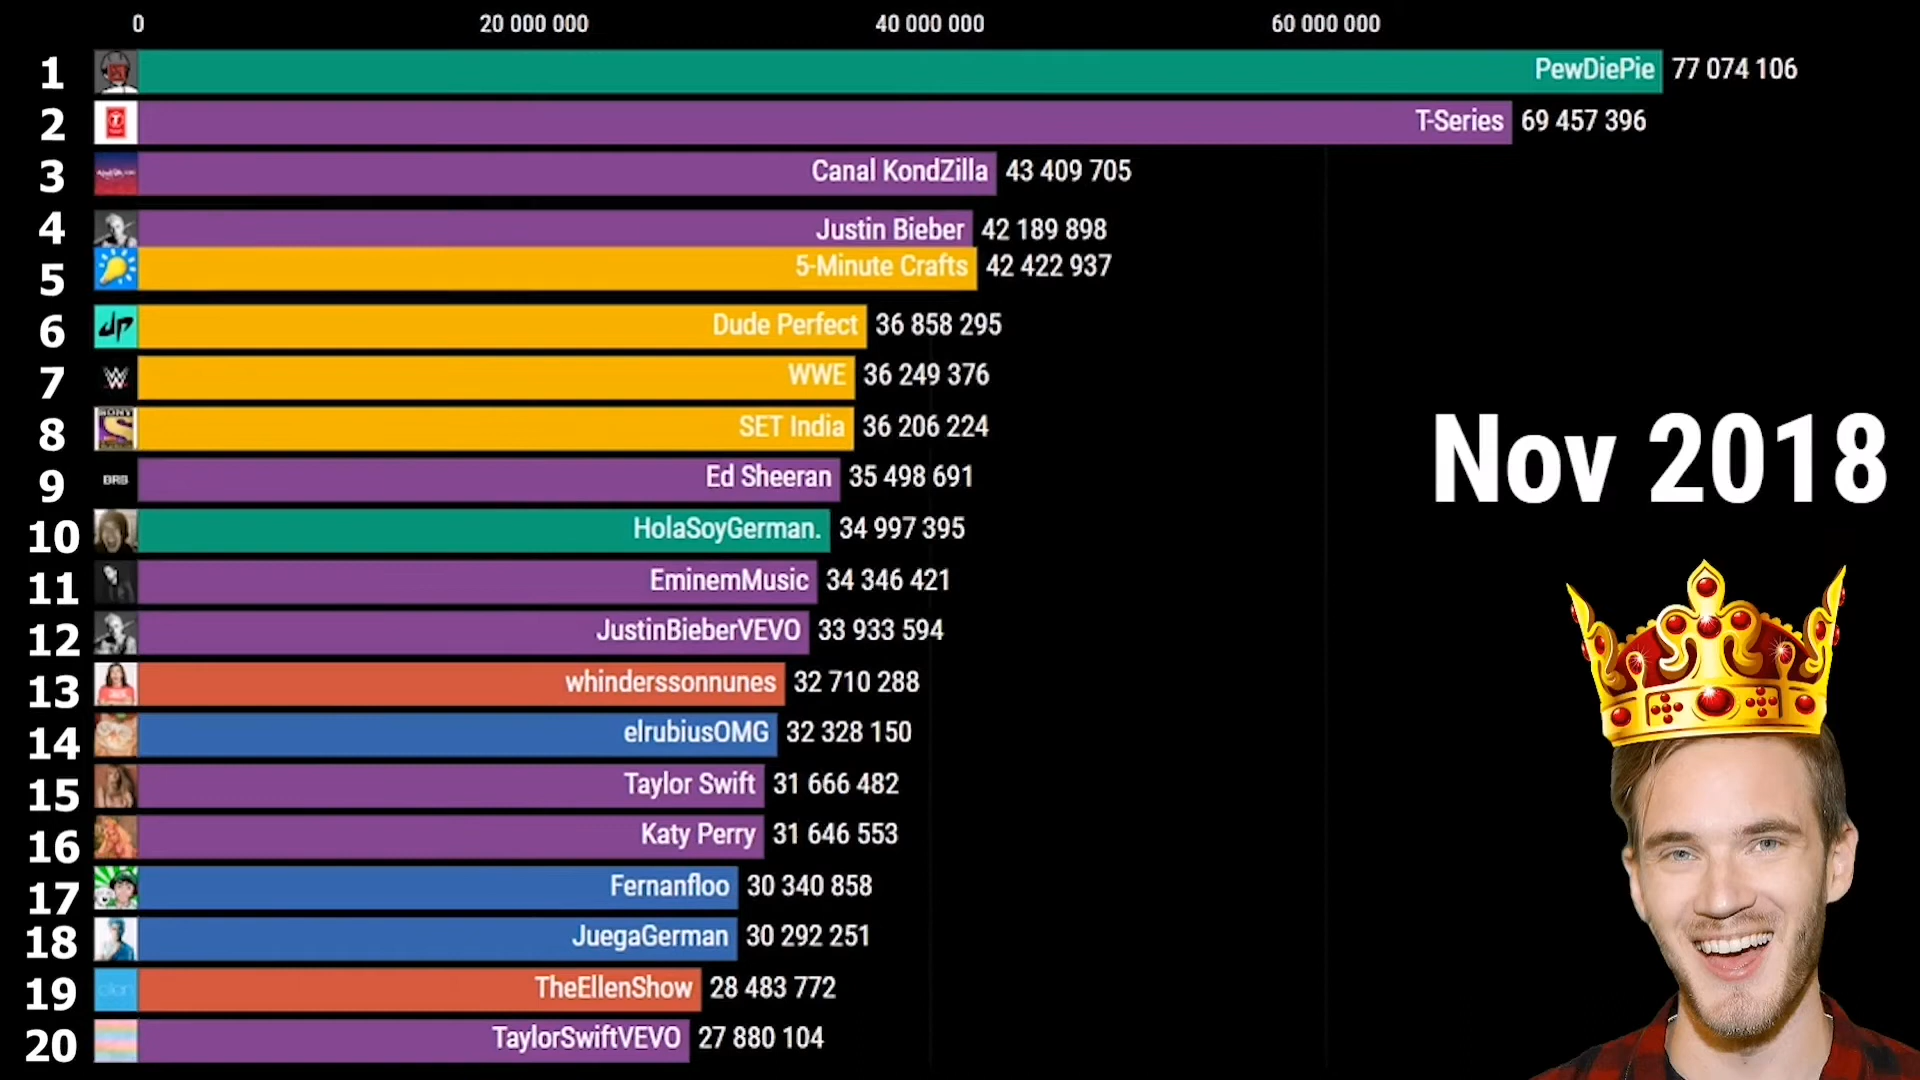 0 20 000 000 40 000 000 60 000 000
1 PewDiePie 77 074 106
2 T-Series 69 457 396
3 Canal KondZilla 43 409 705
4 Justin Bieber 42 189 898
5 5-Minute Crafts 42 422 937
6 dp Dude Perfect 36 858 295
7 W WWE 36 249 376
8 SONY S SET India 36 206 224
9 BRB Ed Sheeran 35 498 691
10 HolaSoyGerman. 34 997 395
11 EminemMusic 34 346 421
12 JustinBieberVEVO 33 933 594
13 whinderssonnunes 32 710 288
14 elrubiusOMG 32 328 150
15 Taylor Swift 31 666 482
16 Katy Perry 31 646 553
17 Fernanfloo 30 340 858
18 JuegaGerman 30 292 251
19 ellen TheEllenShow 28 483 772
20 TaylorSwiftVEVO 27 880 104
Nov 2018